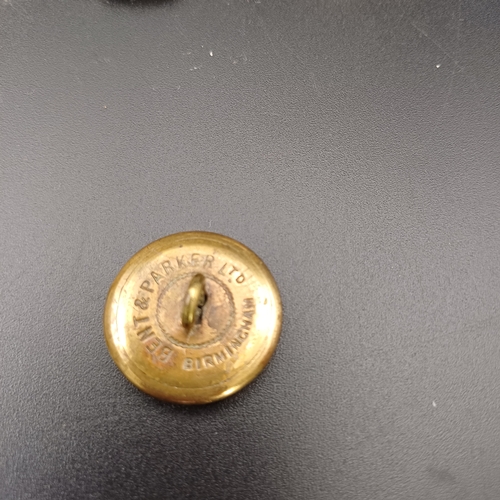 BENT & PARKER LTD
BIRMINGHAM